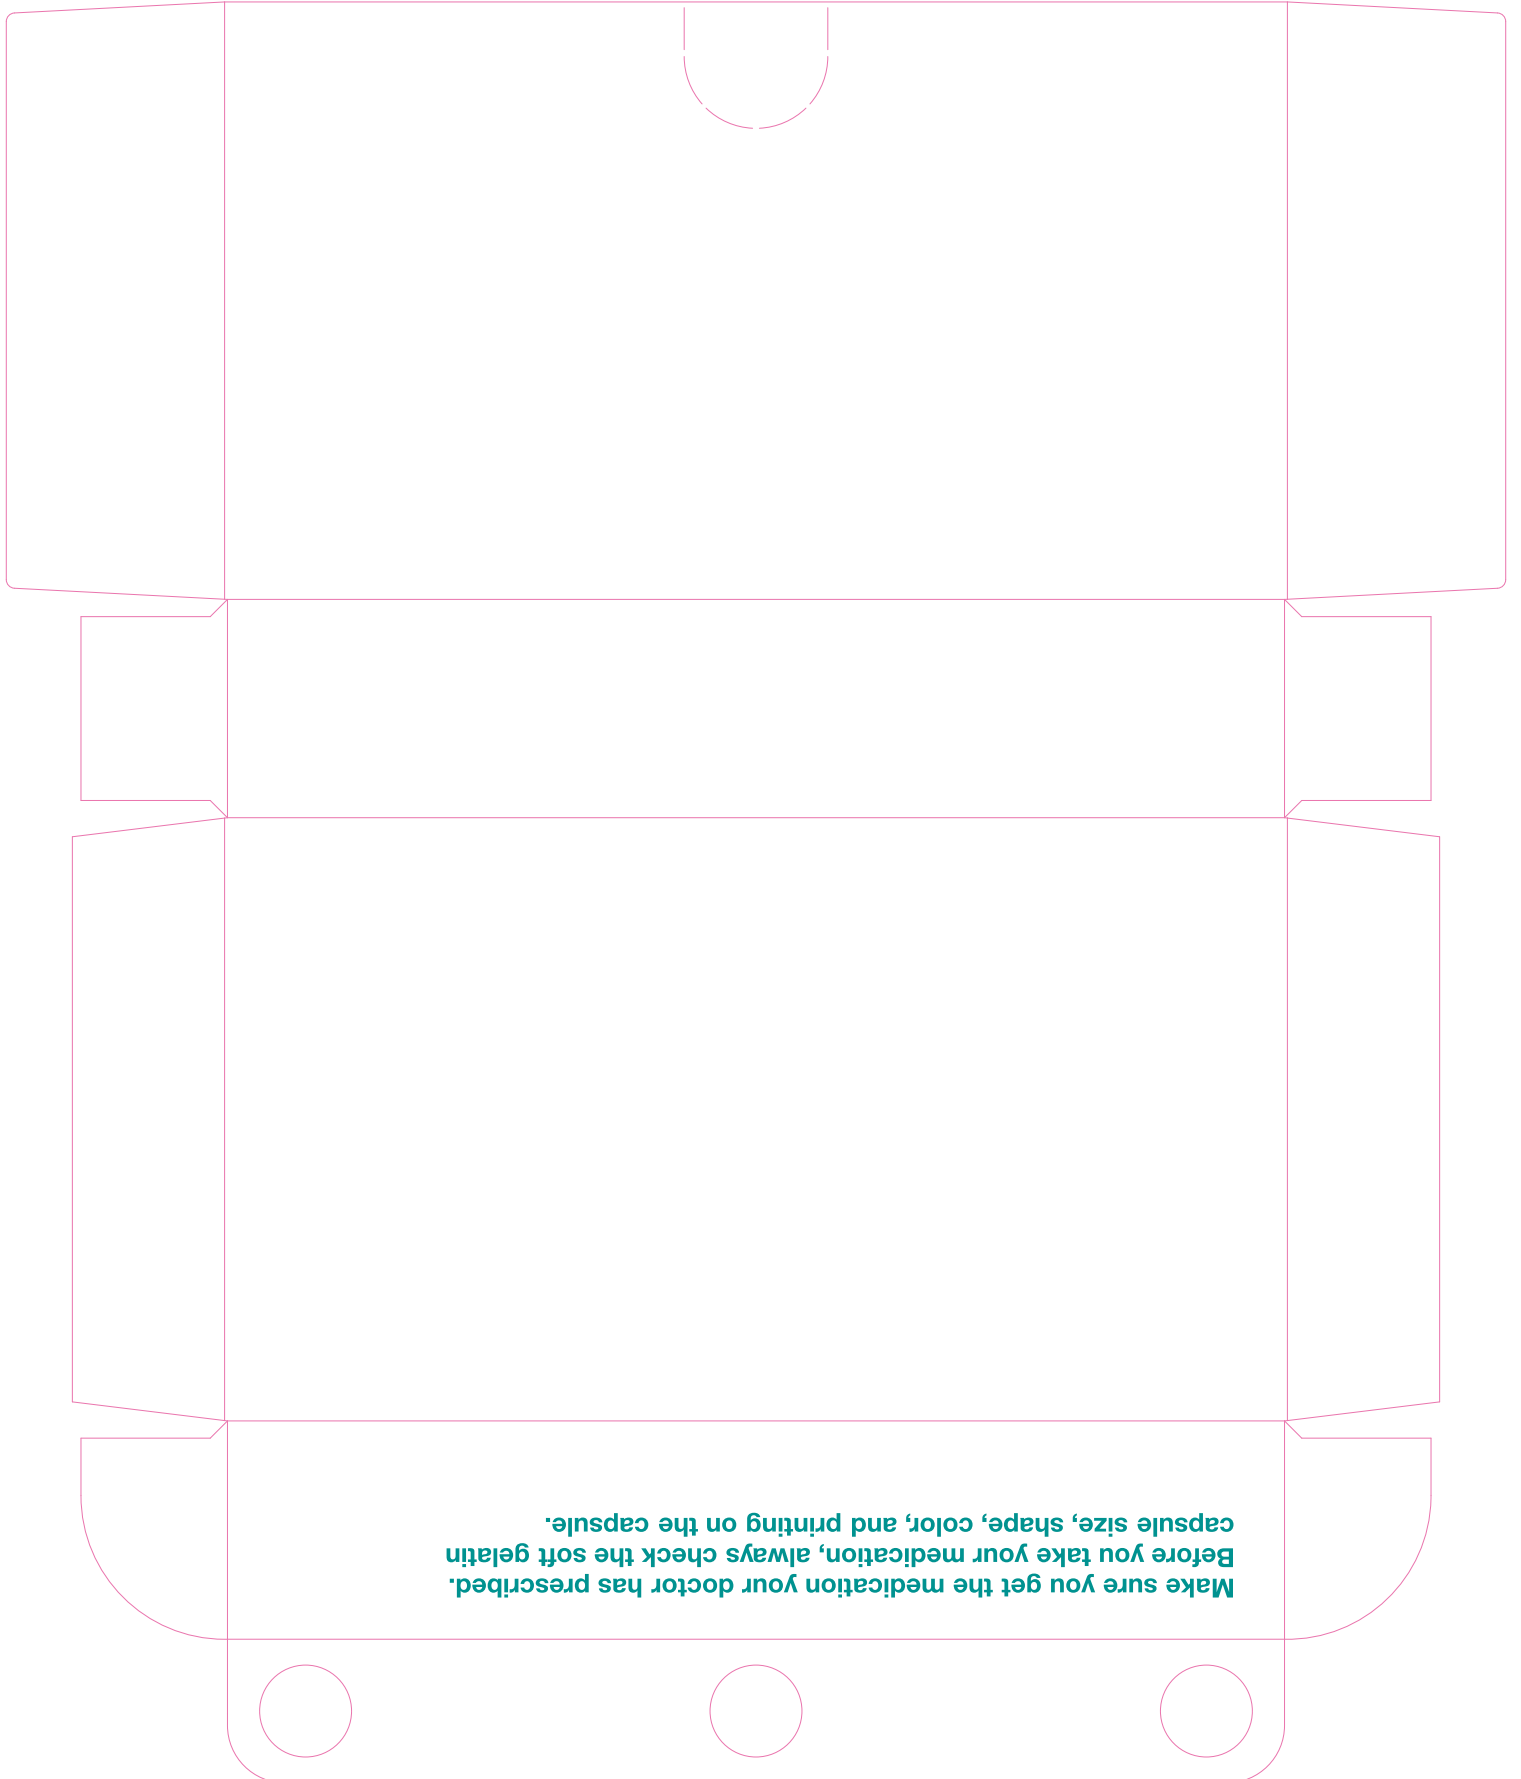 Make sure you get the medication your doctor has prescribed.
Before you take your medication, always check the soft gelatin
capsule size, shape, color, and printing on the capsule.